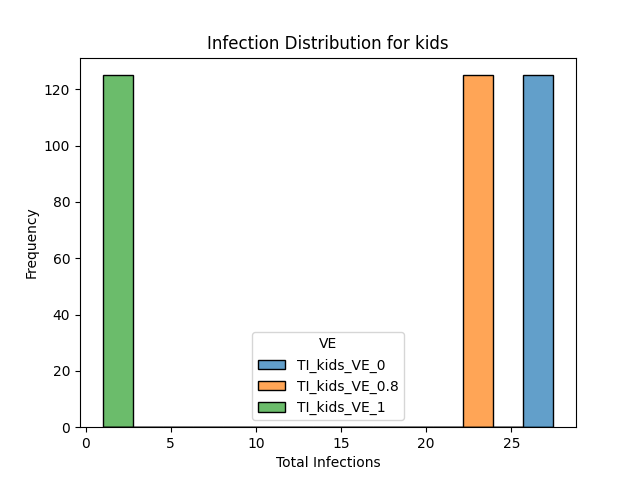 Infection Distribution for kids
120
100
80
60
40
20
0
Frequency
VE
TI_kids_VE_0
TI_kids_VE_0.8
TI_kids_VE_1
0 5 10 15 20 25
Total Infections